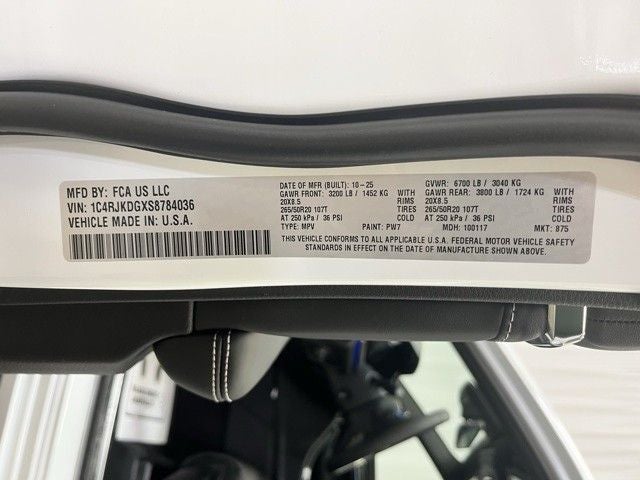 MFD BY: FCA US LLC
VIN: 1C4RJKDGXS8784036
VEHICLE MADE IN U.S.A.
DATE OF MFR (BUILT): 10-25
GAWR FRONT: 3200 LB / 1452 KG
20X8.5 RIMS
265/50R20 107T TIRES
AT 250 kPa / 36 PSI
TYPE: MPV PAINT: PW7
GVWR: 6700 LB / 3040 KG
GAWR REAR: 3800 LB / 1724 KG
20X8.5 RIMS
265/50R20 107T TIRES
AT 250 kPa / 36 PSI
MDH: 100117 MKT: 875
THIS VEHICLE CONFORMS TO ALL APPLICABLE U.S.A. FEDERAL MOTOR VEHICLE SAFETY
STANDARDS IN EFFECT ON THE DATE OF MANUFACTURE SHOWN ABOVE.